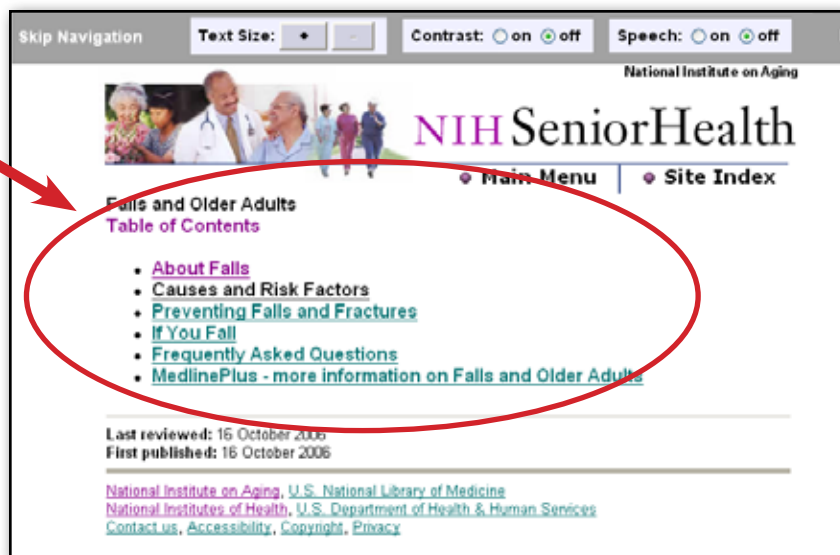 Skip Navigation Text Size: + - Contrast: on off Speech: on off
National Institute on Aging
NIH SeniorHealth
Main Menu Site Index
Falls and Older Adults
Table of Contents
• About Falls
• Causes and Risk Factors
• Preventing Falls and Fractures
• If You Fall
• Frequently Asked Questions
• MedlinePlus - more information on Falls and Older Adults
Last reviewed: 16 October 2006
First published: 16 October 2006
National Institute on Aging, U.S. National Library of Medicine
National Institutes of Health, U.S. Department of Health & Human Services
Contact us, Accessibility, Copyright, Privacy